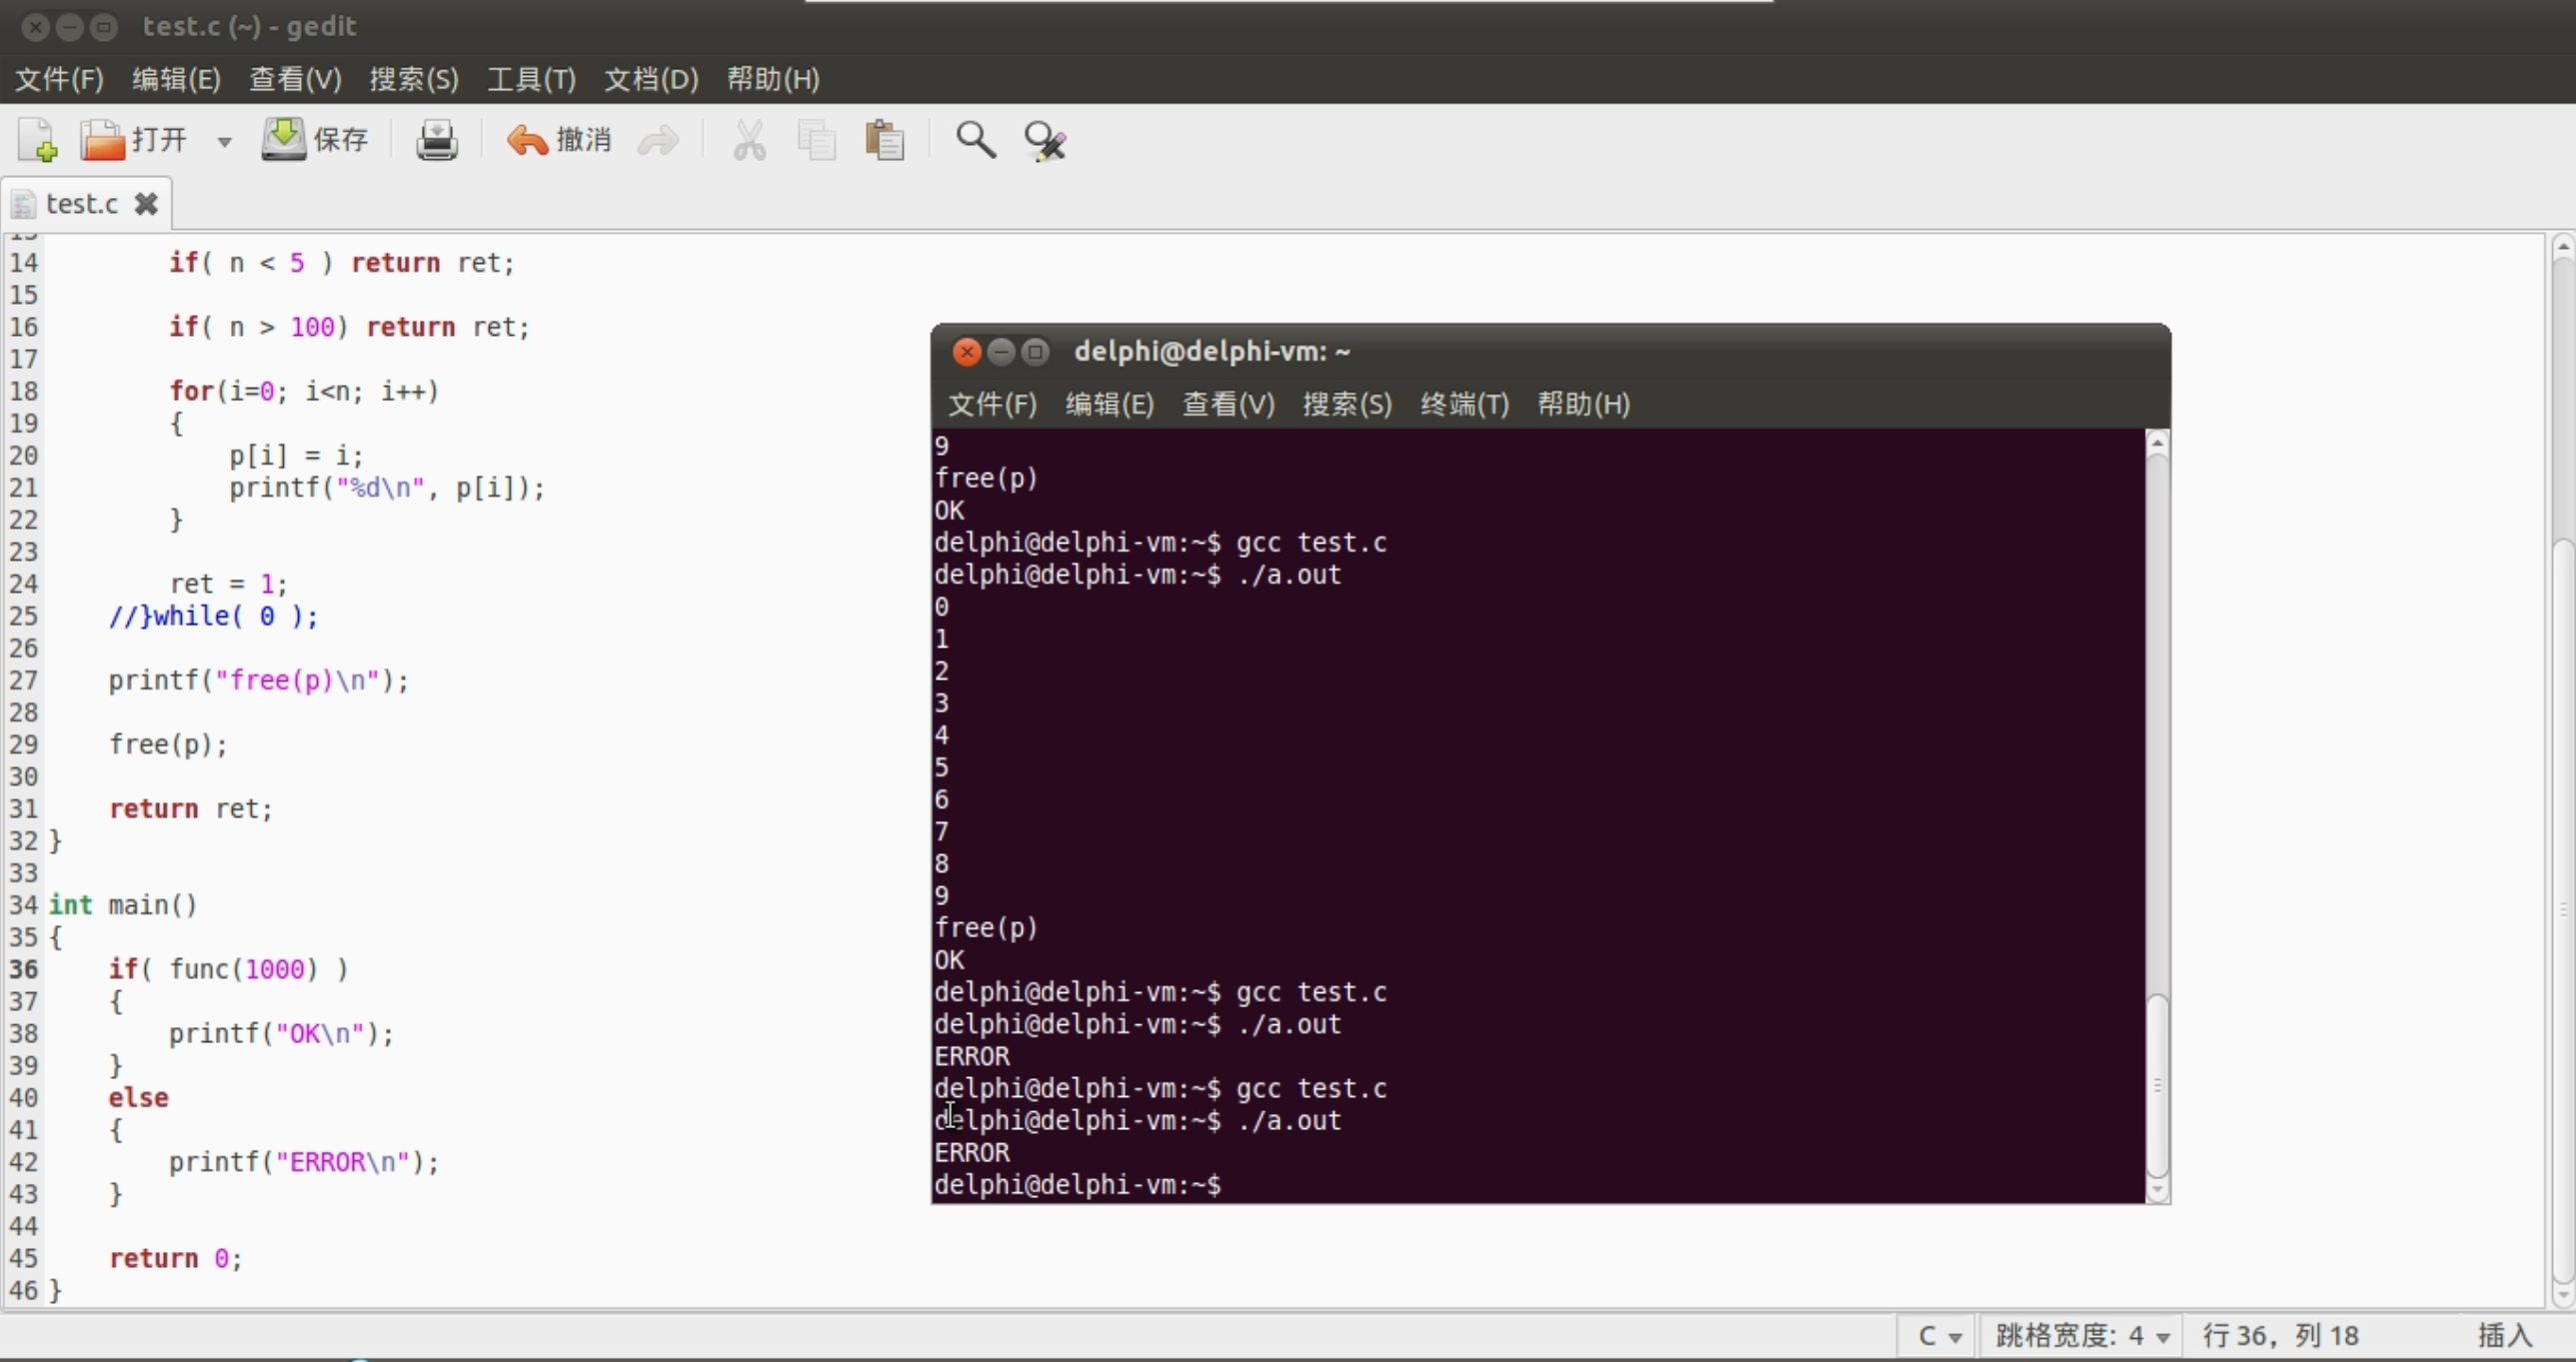 test.c (~) - gedit
文件(F) 编辑(E) 查看(V) 搜索(S) 工具(T) 文档(D) 帮助(H)
打开 保存 撤消
test.c
14 if( n < 5 ) return ret;
15
16 if( n > 100) return ret;
17
18 for(i=0; i<n; i++)
19 {
20 p[i] = i;
21 printf("%d\n", p[i]);
22 }
23
24 ret = 1;
25 //}while( 0 );
26
27 printf("free(p)\n");
28
29 free(p);
30
31 return ret;
32 }
33
34 int main()
35 {
36 if( func(1000) )
37 {
38 printf("OK\n");
39 }
40 else
41 {
42 printf("ERROR\n");
43 }
44
45 return 0;
46 }
delphi@delphi-vm: ~
文件(F) 编辑(E) 查看(V) 搜索(S) 终端(T) 帮助(H)
9
free(p)
OK
delphi@delphi-vm:~$ gcc test.c
delphi@delphi-vm:~$ ./a.out
0
1
2
3
4
5
6
7
8
9
free(p)
OK
delphi@delphi-vm:~$ gcc test.c
delphi@delphi-vm:~$ ./a.out
ERROR
delphi@delphi-vm:~$ gcc test.c
delphi@delphi-vm:~$ ./a.out
ERROR
delphi@delphi-vm:~$
C 跳格宽度: 4 行 36，列 18 插入